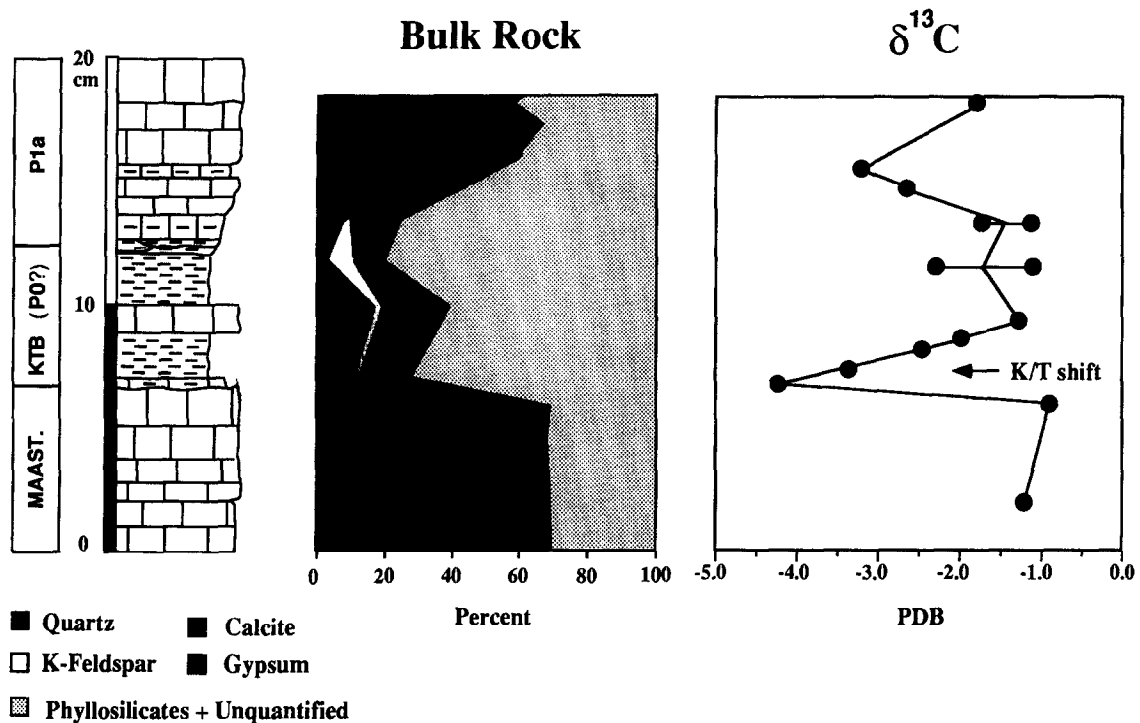 Bulk Rock
δ¹³C
20
cm
10
0
P1a
KTB (P0?)
MAAST.
K/T shift
0 20 40 60 80 100
Percent
-5.0 -4.0 -3.0 -2.0 -1.0 0.0
PDB
Quartz
Calcite
K-Feldspar
Gypsum
Phyllosilicates + Unquantified